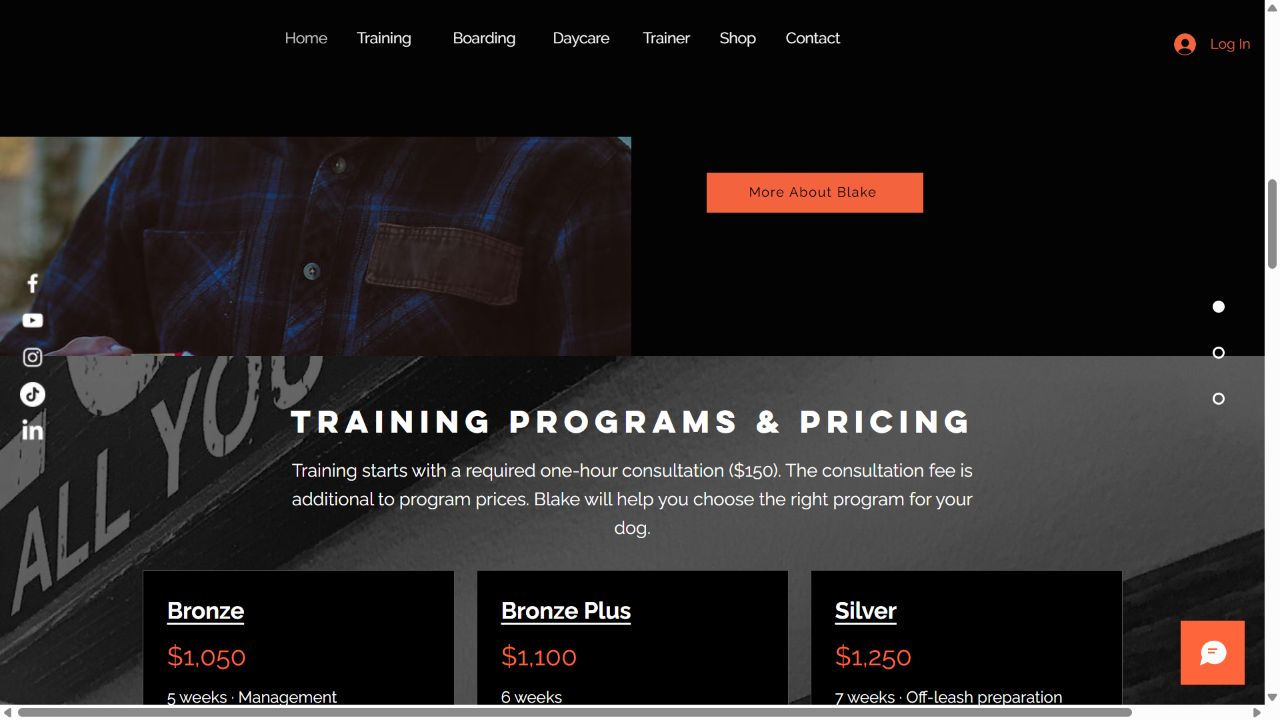 Home Training Boarding Daycare Trainer Shop Contact
Log In
More About Blake
ALL YOU
TRAINING PROGRAMS & PRICING
Training starts with a required one-hour consultation ($150). The consultation fee is
additional to program prices. Blake will help you choose the right program for your
dog.
Bronze
$1,050
5 weeks · Management
Bronze Plus
$1,100
6 weeks
Silver
$1,250
7 weeks · Off-leash preparation